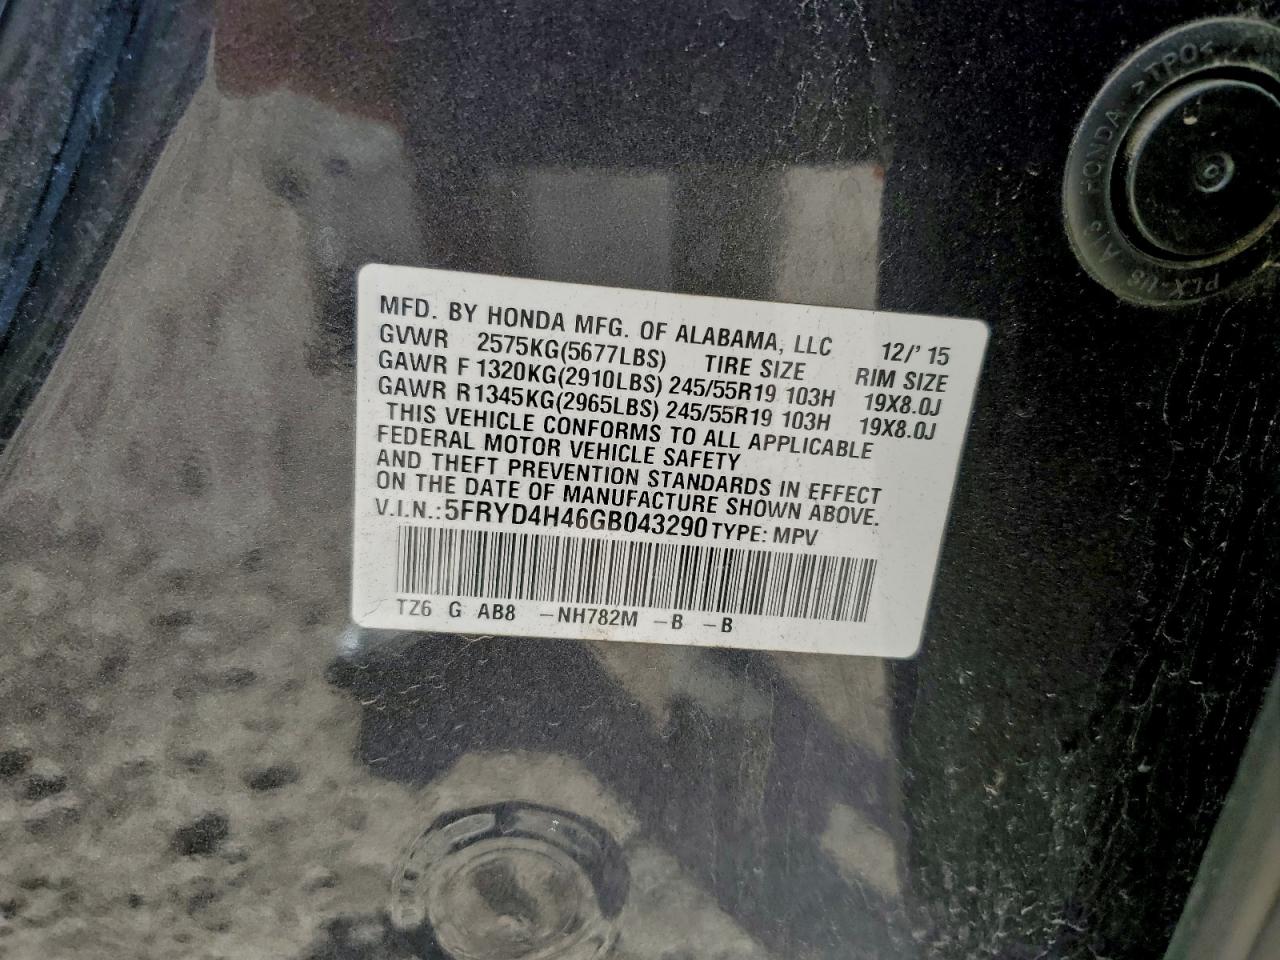 MFD. BY HONDA MFG. OF ALABAMA, LLC 12/' 15
GVWR 2575KG(5677LBS) TIRE SIZE RIM SIZE
GAWR F 1320KG(2910LBS) 245/55R19 103H 19X8.0J
GAWR R1345KG(2965LBS) 245/55R19 103H 19X8.0J
THIS VEHICLE CONFORMS TO ALL APPLICABLE
FEDERAL MOTOR VEHICLE SAFETY
AND THEFT PREVENTION STANDARDS IN EFFECT
ON THE DATE OF MANUFACTURE SHOWN ABOVE.
V.I.N.:5FRYD4H46GB043290 TYPE: MPV
TZ6 G AB8 -NH782M -B -B
HONDA >TPO<